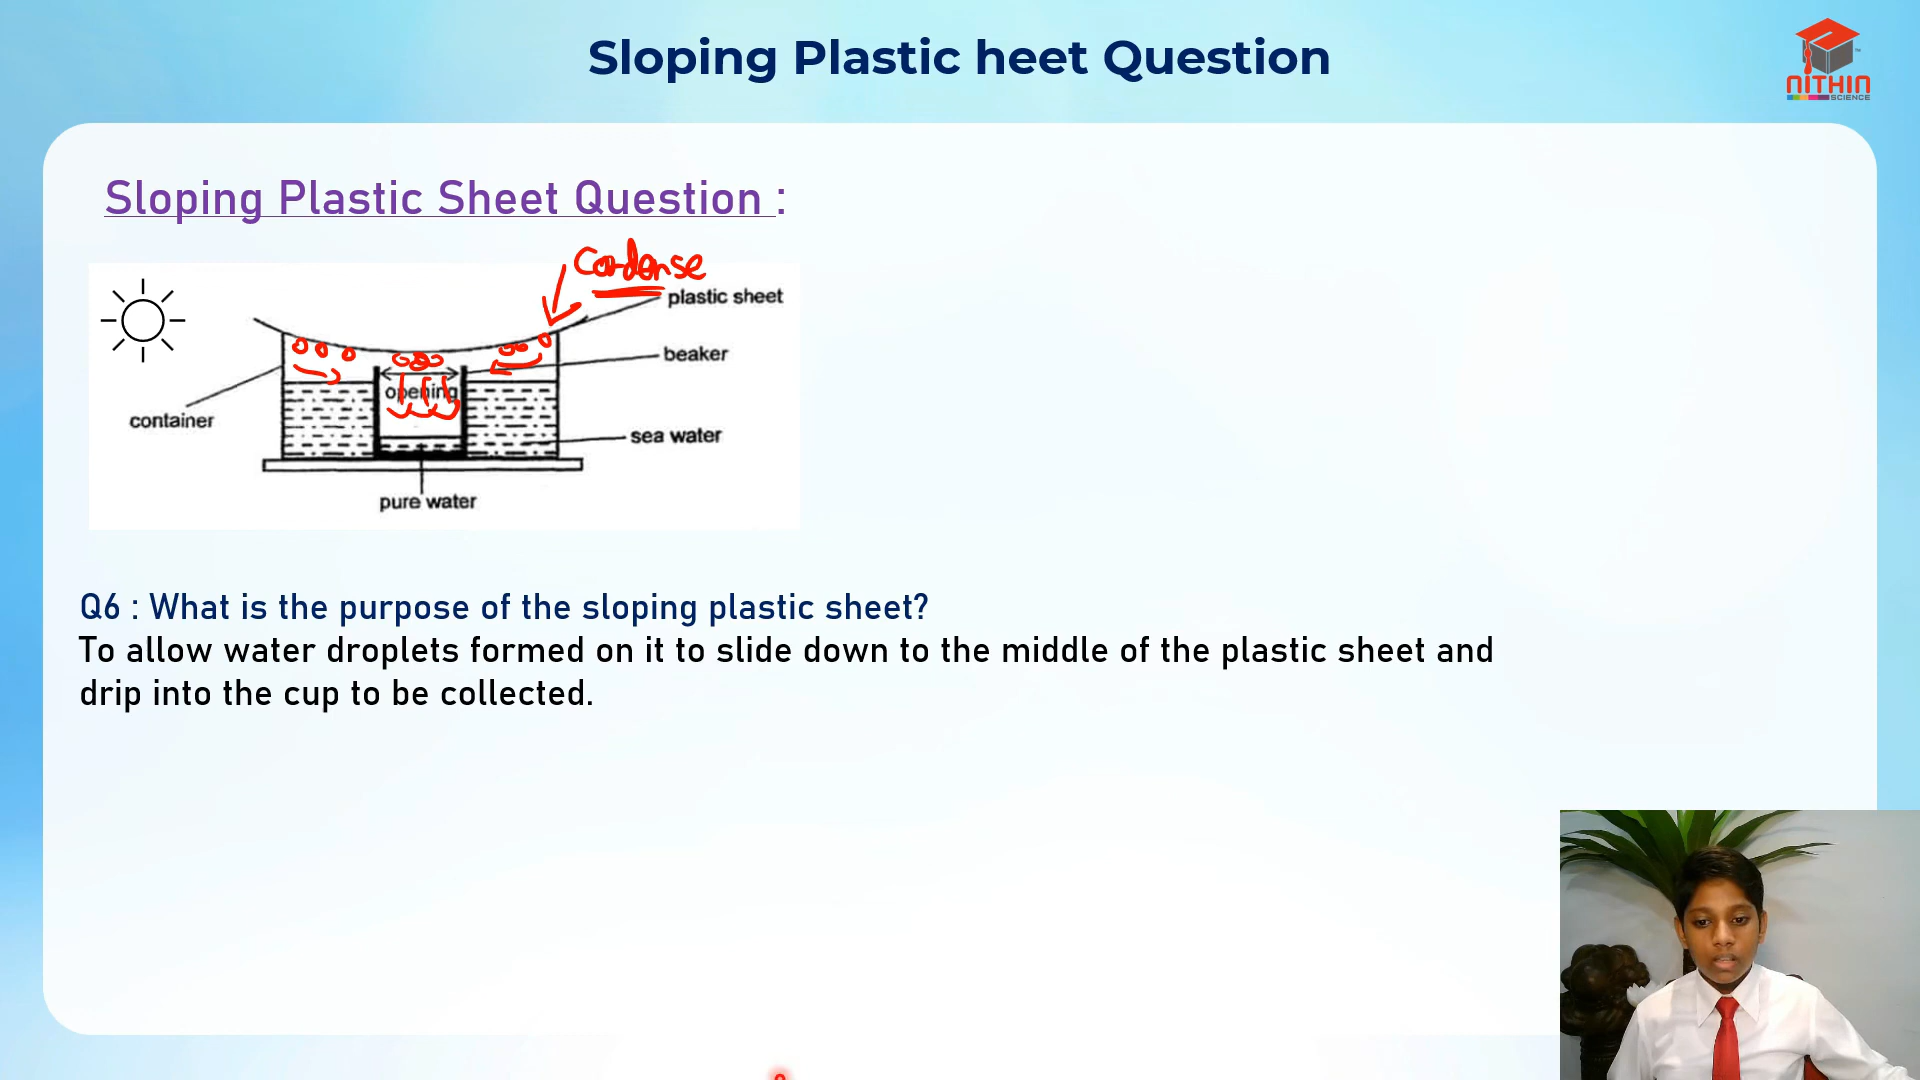 Sloping Plastic heet Question
NiTHiN
SCIENCE
Sloping Plastic Sheet Question :
Condense
plastic sheet
beaker
opening
container
sea water
pure water
Q6 : What is the purpose of the sloping plastic sheet?
To allow water droplets formed on it to slide down to the middle of the plastic sheet and
drip into the cup to be collected.